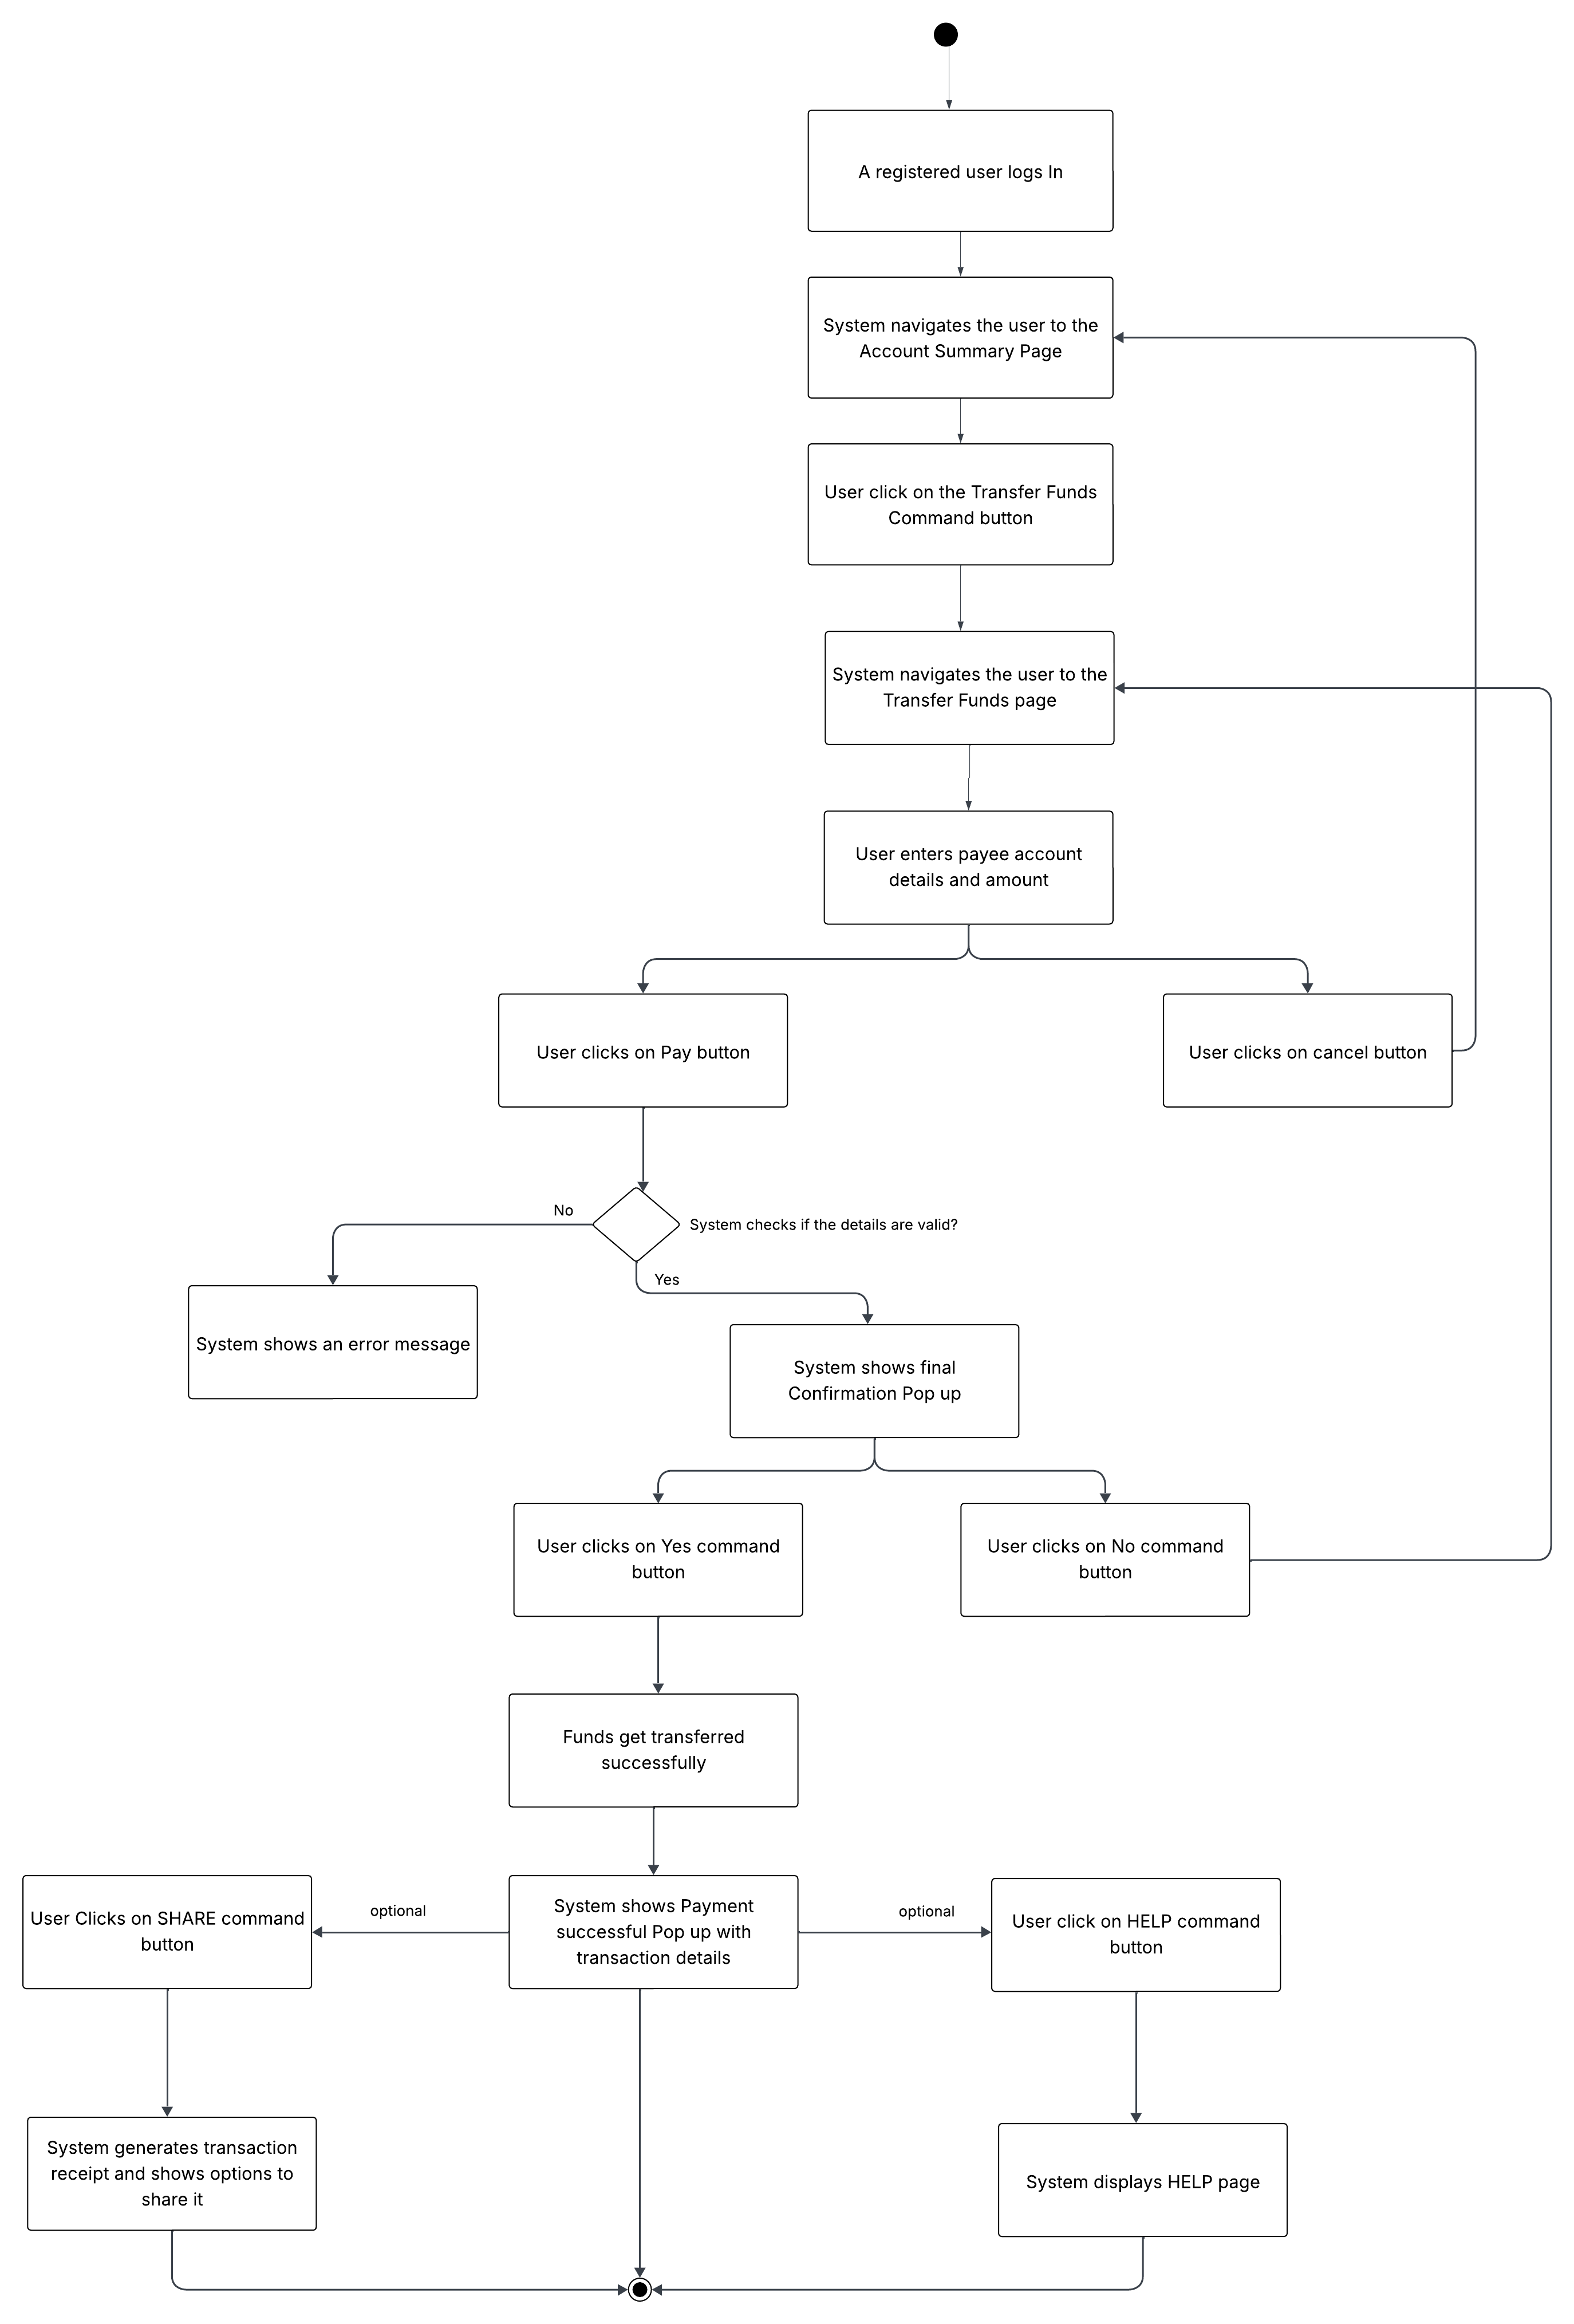 A registered user logs In
System navigates the user to the
Account Summary Page
User click on the Transfer Funds
Command button
System navigates the user to the
Transfer Funds page
User enters payee account
details and amount
User clicks on Pay button
User clicks on cancel button
No
System checks if the details are valid?
Yes
System shows an error message
System shows final
Confirmation Pop up
User clicks on Yes command
button
User clicks on No command
button
Funds get transferred
successfully
User Clicks on SHARE command
button
optional
System shows Payment
successful Pop up with
transaction details
optional
User click on HELP command
button
System generates transaction
receipt and shows options to
share it
System displays HELP page